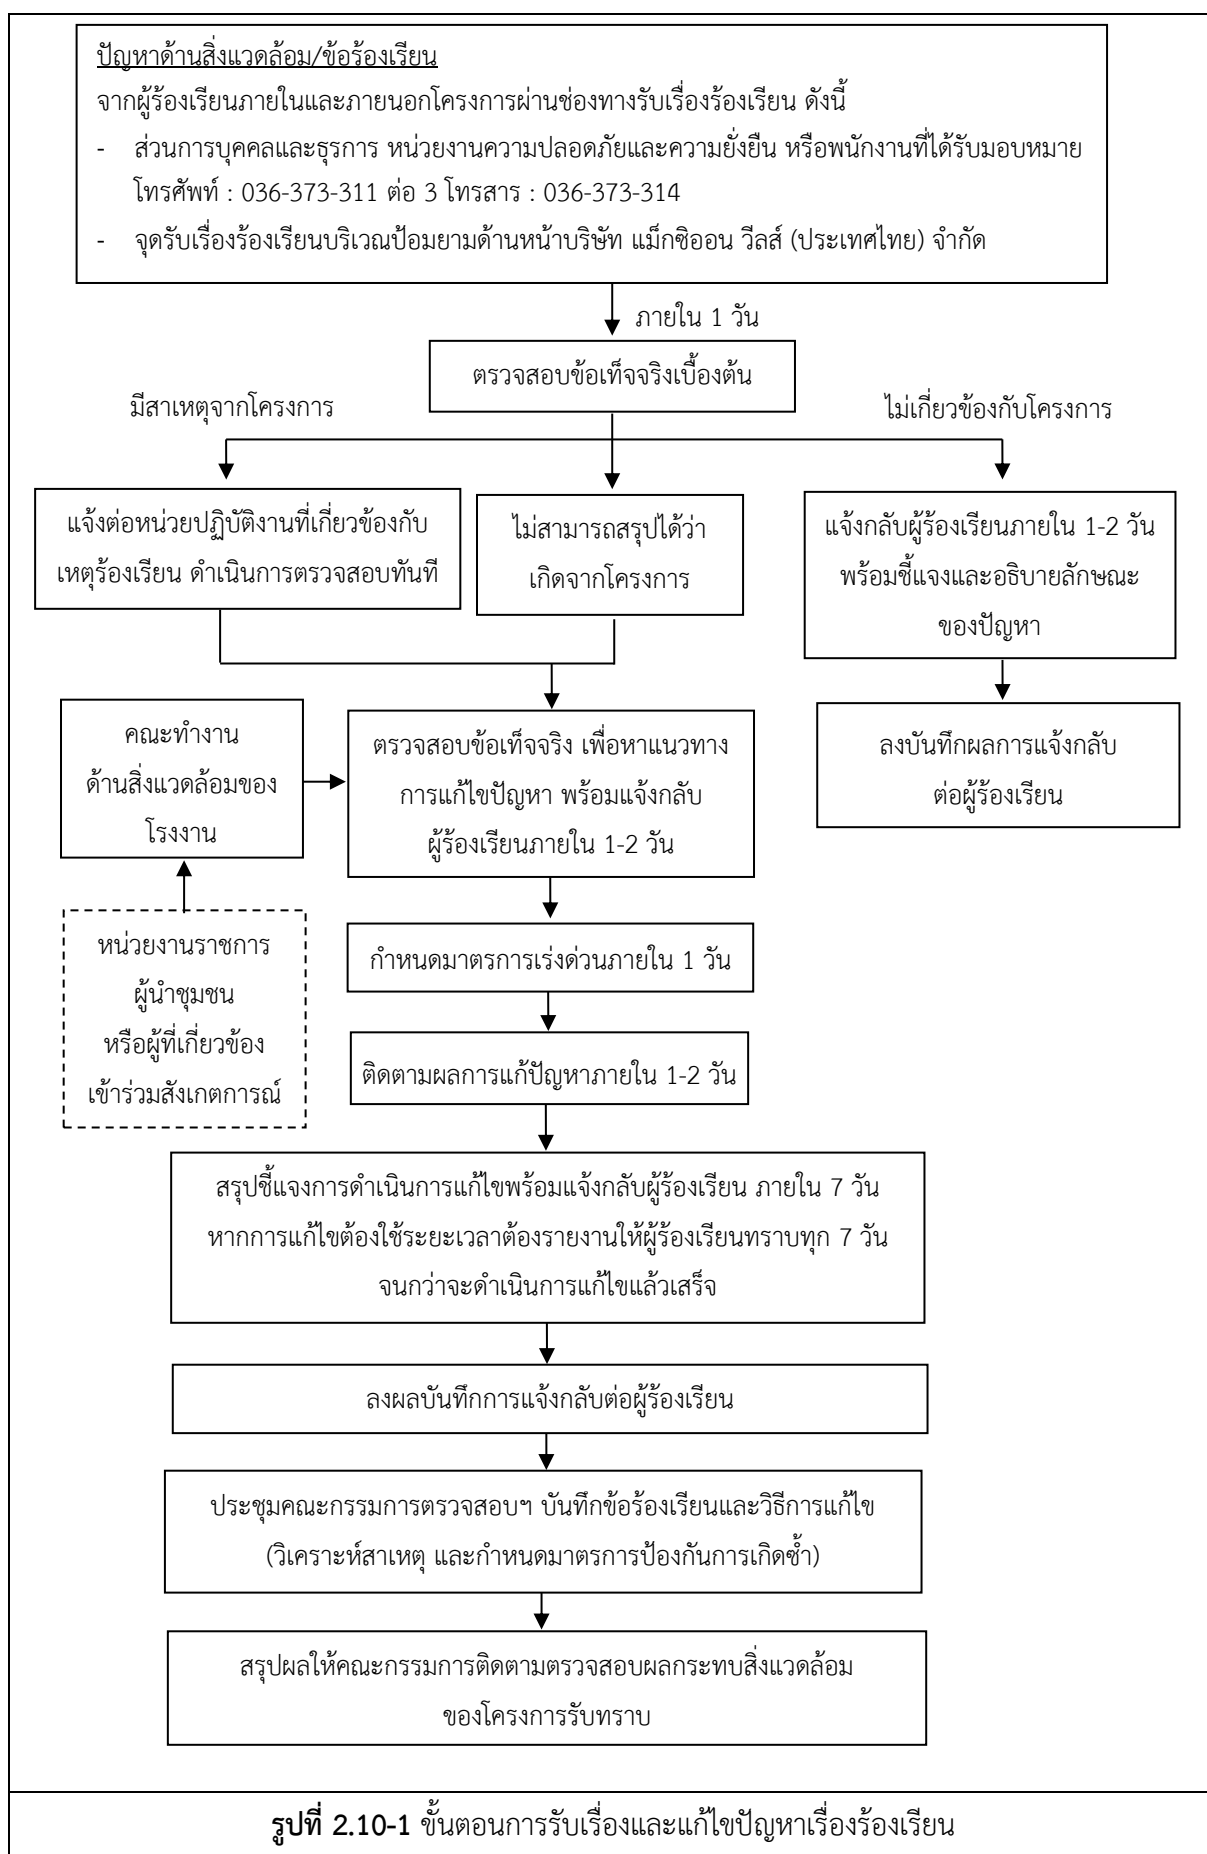 ปัญหาด้านสิ่งแวดล้อม/ข้อร้องเรียน
จากผู้ร้องเรียนภายในและภายนอกโครงการผ่านช่องทางรับเรื่องร้องเรียน ดังนี้
- ส่วนการบุคคลและธุรการ หน่วยงานความปลอดภัยและความยั่งยืน หรือพนักงานที่ได้รับมอบหมาย
โทรศัพท์ : 036-373-311 ต่อ 3 โทรสาร : 036-373-314
- จุดรับเรื่องร้องเรียนบริเวณป้อมยามด้านหน้าบริษัท แม็กซิออน วีลส์ (ประเทศไทย) จำกัด
ภายใน 1 วัน
ตรวจสอบข้อเท็จจริงเบื้องต้น
มีสาเหตุจากโครงการ
ไม่เกี่ยวข้องกับโครงการ
แจ้งต่อหน่วยปฏิบัติงานที่เกี่ยวข้องกับ
เหตุร้องเรียน ดำเนินการตรวจสอบทันที
ไม่สามารถสรุปได้ว่า
เกิดจากโครงการ
แจ้งกลับผู้ร้องเรียนภายใน 1-2 วัน
พร้อมชี้แจงและอธิบายลักษณะ
ของปัญหา
คณะทำงาน
ด้านสิ่งแวดล้อมของ
โรงงาน
ตรวจสอบข้อเท็จจริง เพื่อหาแนวทาง
การแก้ไขปัญหา พร้อมแจ้งกลับ
ผู้ร้องเรียนภายใน 1-2 วัน
ลงบันทึกผลการแจ้งกลับ
ต่อผู้ร้องเรียน
หน่วยงานราชการ
ผู้นำชุมชน
หรือผู้ที่เกี่ยวข้อง
เข้าร่วมสังเกตการณ์
กำหนดมาตรการเร่งด่วนภายใน 1 วัน
ติดตามผลการแก้ปัญหาภายใน 1-2 วัน
สรุปชี้แจงการดำเนินการแก้ไขพร้อมแจ้งกลับผู้ร้องเรียน ภายใน 7 วัน
หากการแก้ไขต้องใช้ระยะเวลาต้องรายงานให้ผู้ร้องเรียนทราบทุก 7 วัน
จนกว่าจะดำเนินการแก้ไขแล้วเสร็จ
ลงผลบันทึกการแจ้งกลับต่อผู้ร้องเรียน
ประชุมคณะกรรมการตรวจสอบฯ บันทึกข้อร้องเรียนและวิธีการแก้ไข
(วิเคราะห์สาเหตุ และกำหนดมาตรการป้องกันการเกิดซ้ำ)
สรุปผลให้คณะกรรมการติดตามตรวจสอบผลกระทบสิ่งแวดล้อม
ของโครงการรับทราบ
รูปที่ 2.10-1 ขั้นตอนการรับเรื่องและแก้ไขปัญหาเรื่องร้องเรียน